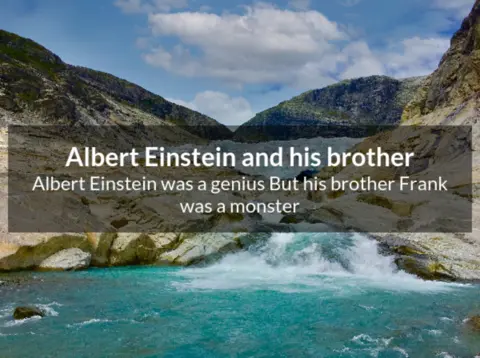 Albert Einstein and his brother
Albert Einstein was a genius But his brother Frank
was a monster